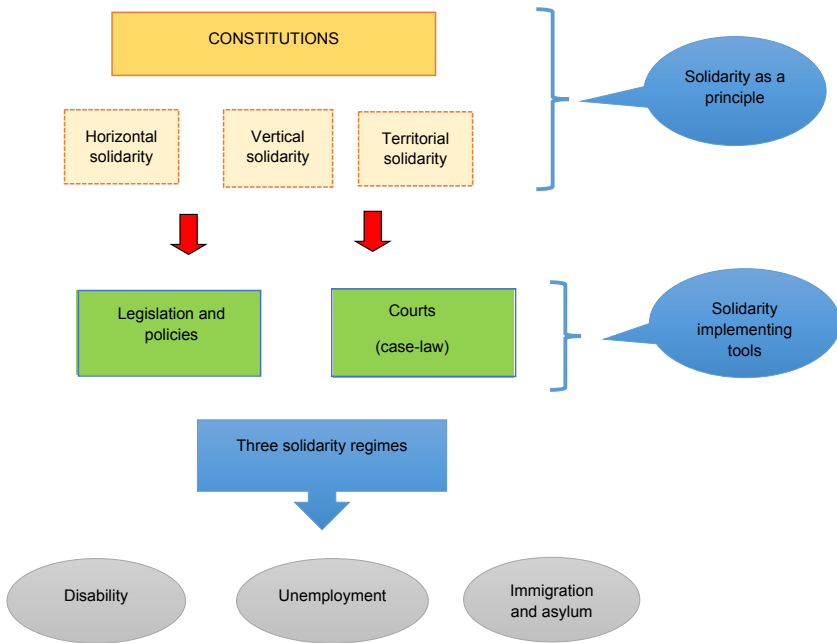 CONSTITUTIONS
Solidarity as a
principle
Horizontal
solidarity
Vertical
solidarity
Territorial
solidarity
Legislation and
policies
Courts
(case-law)
Solidarity
implementing
tools
Three solidarity regimes
Disability
Unemployment
Immigration
and asylum